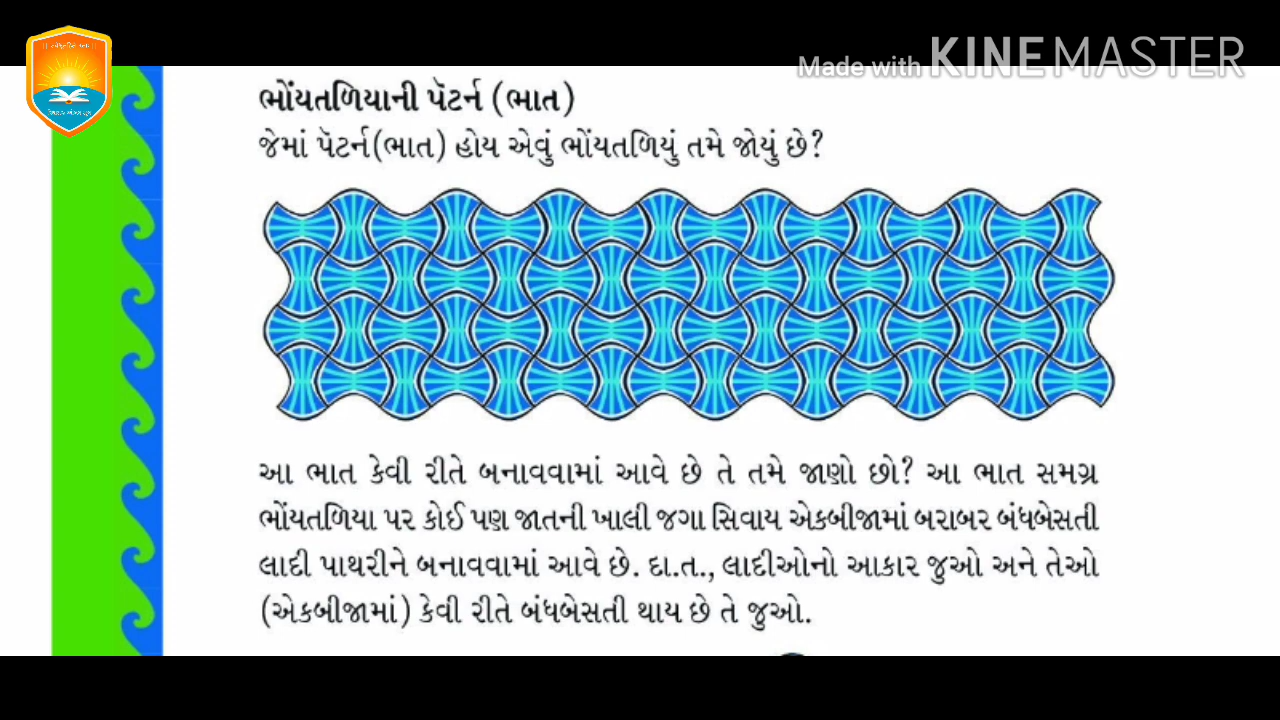 Made with KINEMASTER
ભોંયતળિયાની પૅટર્ન (ભાત)
જેમાં પૅટર્ન(ભાત) હોય એવું ભોંયતળિયું તમે જોયું છે?
આ ભાત કેવી રીતે બનાવવામાં આવે છે તે તમે જાણો છો? આ ભાત સમગ્ર
ભોંયતળિયા પર કોઈ પણ જાતની ખાલી જગા સિવાય એકબીજામાં બરાબર બંધબેસતી
લાદી પાથરીને બનાવવામાં આવે છે. દા.ત., લાદીઓનો આકાર જુઓ અને તેઓ
(એકબીજામાં) કેવી રીતે બંધબેસતી થાય છે તે જુઓ.